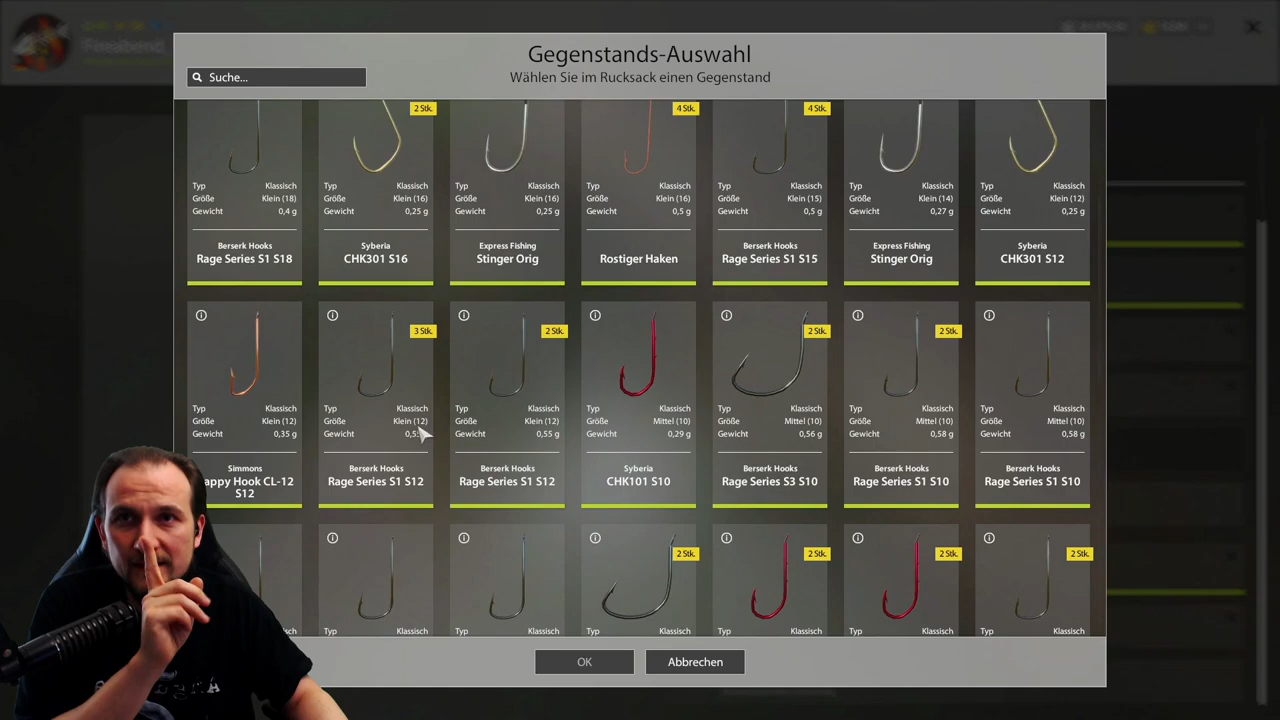 Gegenstands-Auswahl
Wählen Sie im Rucksack einen Gegenstand
Suche...
2 Stk. 4 Stk. 4 Stk.
Typ Klassisch Typ Klassisch Typ Klassisch Typ Klassisch Typ Klassisch Typ Klassisch Typ Klassisch
Größe Klein (18) Größe Klein (16) Größe Klein (16) Größe Klein (16) Größe Klein (15) Größe Klein (14) Größe Klein (12)
Gewicht 0,4 g Gewicht 0,25 g Gewicht 0,25 g Gewicht 0,5 g Gewicht 0,5 g Gewicht 0,27 g Gewicht 0,25 g
Berserk Hooks Syberia Express Fishing Berserk Hooks Express Fishing Syberia
Rage Series S1 S18 CHK301 S16 Stinger Orig Rostiger Haken Rage Series S1 S15 Stinger Orig CHK301 S12
3 Stk. 2 Stk. 2 Stk. 2 Stk.
Typ Klassisch Typ Klassisch Typ Klassisch Typ Klassisch Typ Klassisch Typ Klassisch Typ Klassisch
Größe Klein (12) Größe Klein (12) Größe Klein (12) Größe Mittel (10) Größe Mittel (10) Größe Mittel (10) Größe Mittel (10)
Gewicht 0,35 g Gewicht Gewicht 0,55 g Gewicht 0,29 g Gewicht 0,56 g Gewicht 0,58 g Gewicht 0,58 g
Simmons Berserk Hooks Berserk Hooks Syberia Berserk Hooks Berserk Hooks Berserk Hooks
appy Hook CL-12 Rage Series S1 S12 Rage Series S1 S12 CHK101 S10 Rage Series S3 S10 Rage Series S1 S10 Rage Series S1 S10
S12
2 Stk. 2 Stk. 2 Stk. 2 Stk.
Typ Klassisch Typ Klassisch Typ Klassisch Typ Klassisch Typ Klassisch Typ Klassisch
OK Abbrechen